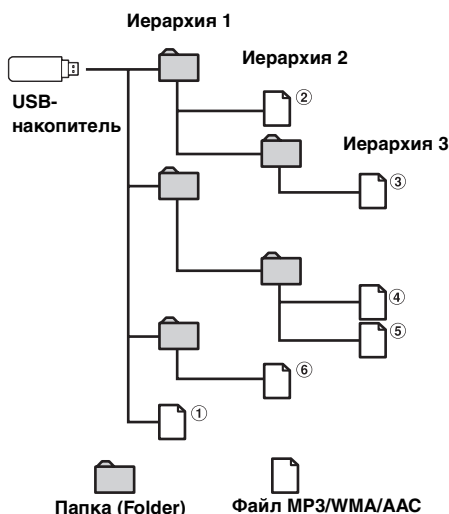 Иерархия 1
Иерархия 2
USB-
накопитель
②
Иерархия 3
③
④
⑤
⑥
①
Папка (Folder)
Файл MP3/WMA/AAC